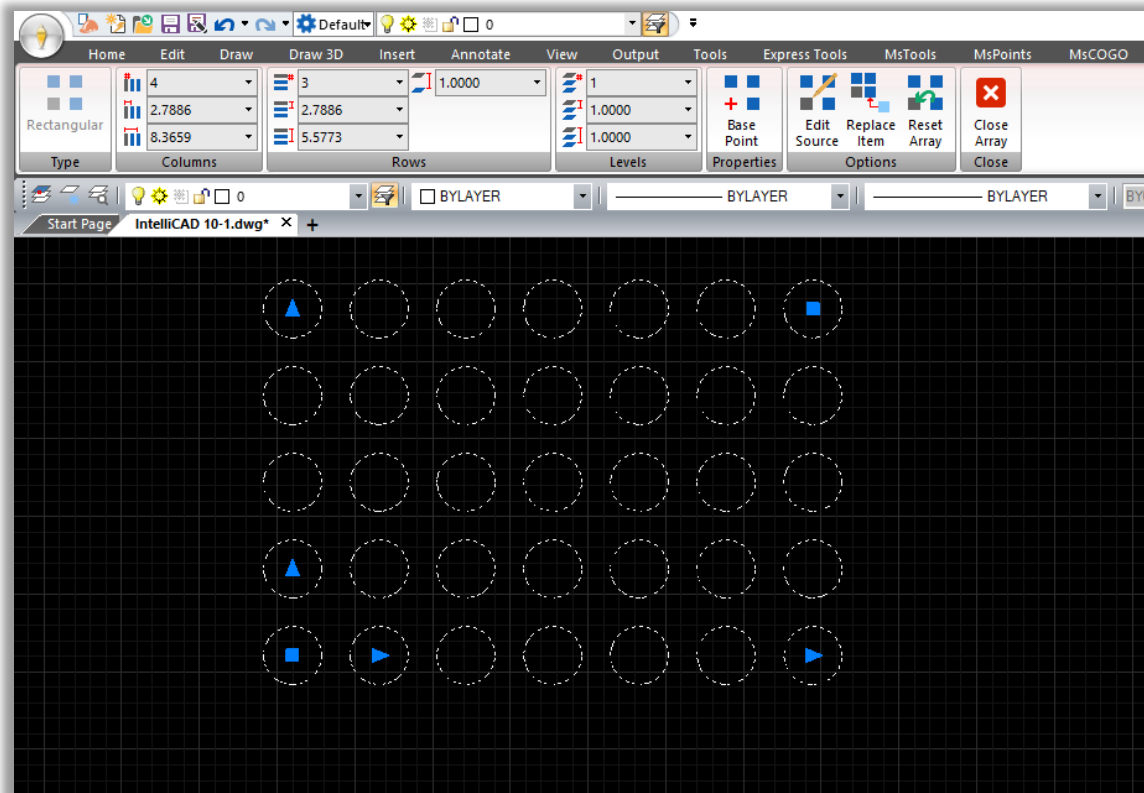 Default 0
Home Edit Draw Draw 3D Insert Annotate View Output Tools Express Tools MsTools MsPoints MsCOGO
4 3 1.0000 1
2.7886 2.7886 1.0000
8.3659 5.5773 1.0000
Rectangular Base Point Edit Source Replace Item Reset Array Close Array
Type Columns Rows Levels Properties Options Close
0 BYLAYER BYLAYER BYLAYER
Start Page IntelliCAD 10-1.dwg* +